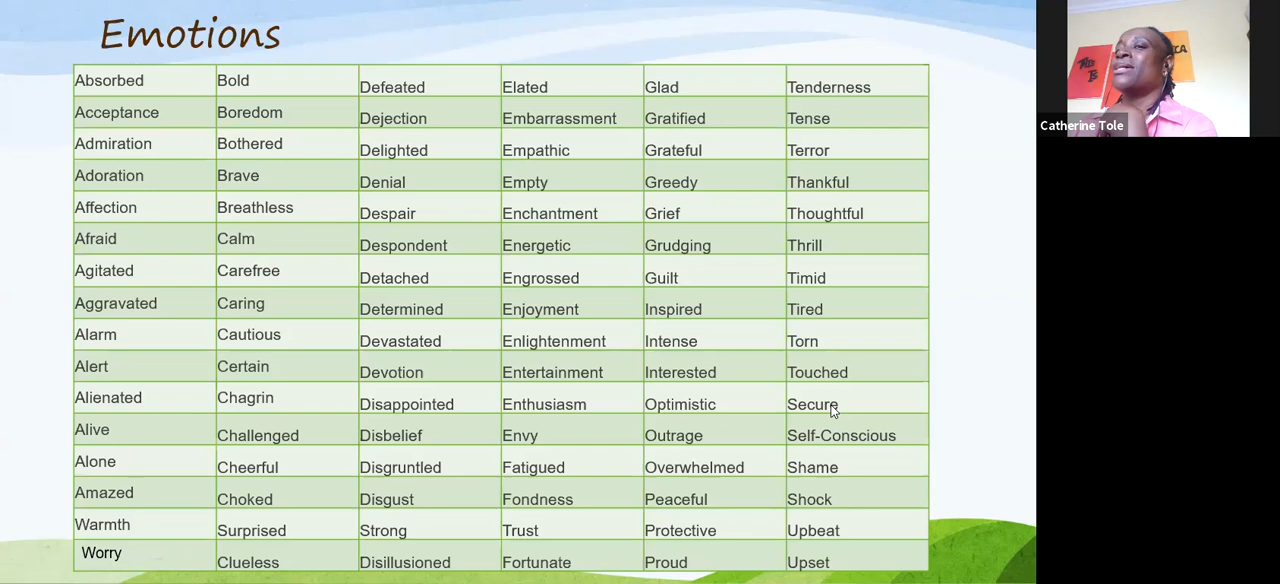 Emotions
Absorbed Bold Defeated Elated Glad Tenderness
Acceptance Boredom Dejection Embarrassment Gratified Tense
Admiration Bothered Delighted Empathic Grateful Terror
Adoration Brave Denial Empty Greedy Thankful
Affection Breathless Despair Enchantment Grief Thoughtful
Afraid Calm Despondent Energetic Grudging Thrill
Agitated Carefree Detached Engrossed Guilt Timid
Aggravated Caring Determined Enjoyment Inspired Tired
Alarm Cautious Devastated Enlightenment Intense Torn
Alert Certain Devotion Entertainment Interested Touched
Alienated Chagrin Disappointed Enthusiasm Optimistic Secure
Alive Challenged Disbelief Envy Outrage Self-Conscious
Alone Cheerful Disgruntled Fatigued Overwhelmed Shame
Amazed Choked Disgust Fondness Peaceful Shock
Warmth Surprised Strong Trust Protective Upbeat
Worry Clueless Disillusioned Fortunate Proud Upset
Catherine Tole